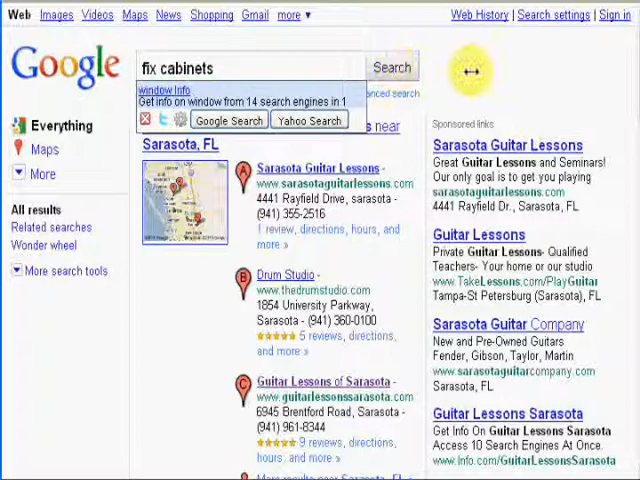 Web Images Videos Maps News Shopping Gmail more ▼
Web History | Search settings | Sign in
Google
fix cabinets
Search
window Info
Get info on window from 14 search engines in 1
Google Search
Yahoo Search
near
Sarasota, FL
Everything
Maps
More
All results
Related searches
Wonder wheel
More search tools
A
Sarasota Guitar Lessons -
www.sarasotaguitarlessons.com
4441 Rayfield Drive, sarasota -
(941) 355-2516
1 review, directions, hours, and
more »
B
Drum Studio -
www.thedrumstudio.com
1854 University Parkway,
Sarasota - (941) 360-0100
5 reviews, directions,
and more »
C
Guitar Lessons of Sarasota -
www.guitarlessonssarasota.com
6945 Brentford Road, Sarasota -
(941) 961-8344
9 reviews, directions,
hours, and more »
Sponsored links
Sarasota Guitar Lessons
Great Guitar Lessons and Seminars!
Our only goal is to get you playing
sarasotaguitarlessons.com
4441 Rayfield Dr., Sarasota, FL
Guitar Lessons
Private Guitar Lessons- Qualified
Teachers- Your home or our studio
www.TakeLessons.com/PlayGuitar
Tampa-St Petersburg (Sarasota), FL
Sarasota Guitar Company
New and Pre-Owned Guitars
Fender, Gibson, Taylor, Martin
www.sarasotaguitarcompany.com
Sarasota, FL
Guitar Lessons Sarasota
Get Info On Guitar Lessons Sarasota
Access 10 Search Engines At Once.
www.Info.com/GuitarLessonsSarasota